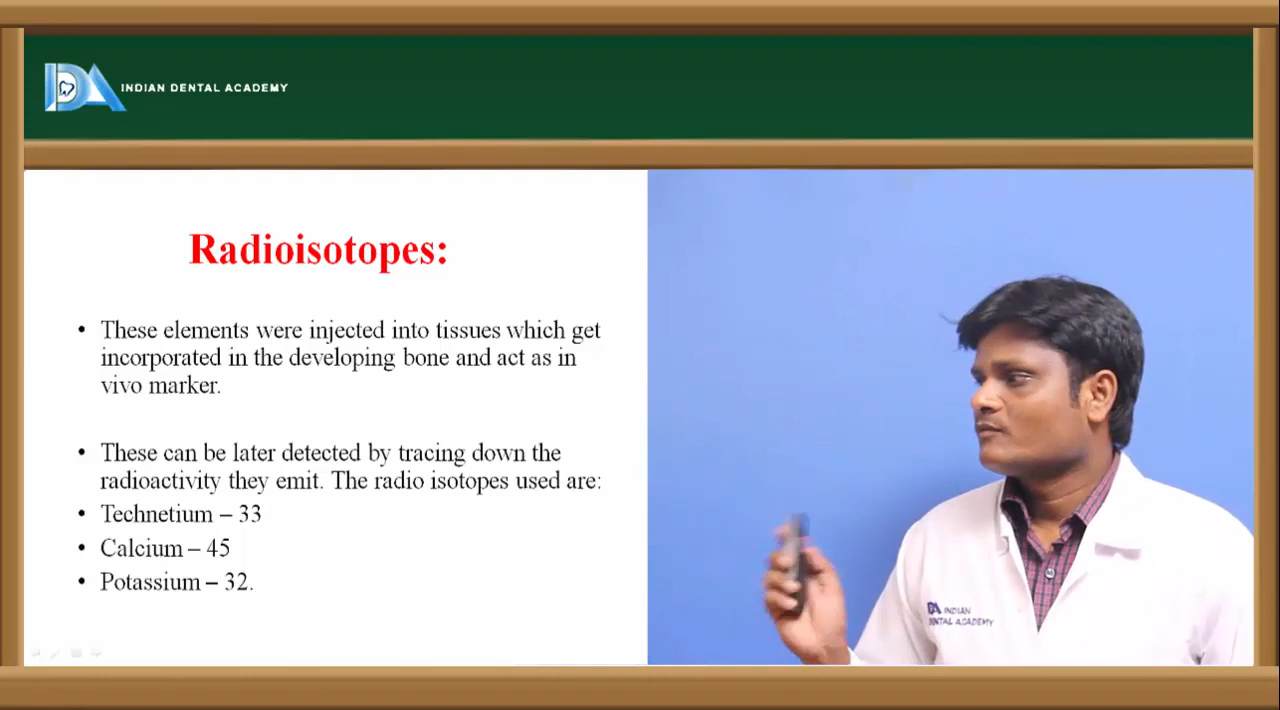 INDIAN DENTAL ACADEMY
Radioisotopes:
• These elements were injected into tissues which get
incorporated in the developing bone and act as in
vivo marker.
• These can be later detected by tracing down the
radioactivity they emit. The radio isotopes used are:
• Technetium – 33
• Calcium – 45
• Potassium – 32.
INDIAN
DENTAL ACADEMY